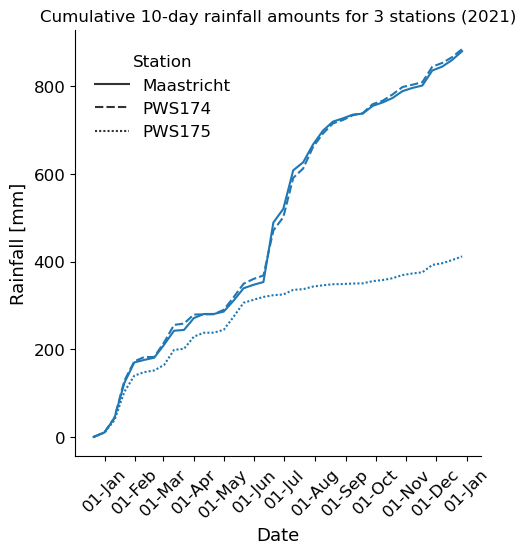 Cumulative 10-day rainfall amounts for 3 stations (2021)
Station
Maastricht
PWS174
PWS175
Rainfall [mm]
800
600
400
200
0
01-Jan
01-Feb
01-Mar
01-Apr
01-May
01-Jun
01-Jul
01-Aug
01-Sep
01-Oct
01-Nov
01-Dec
01-Jan
Date